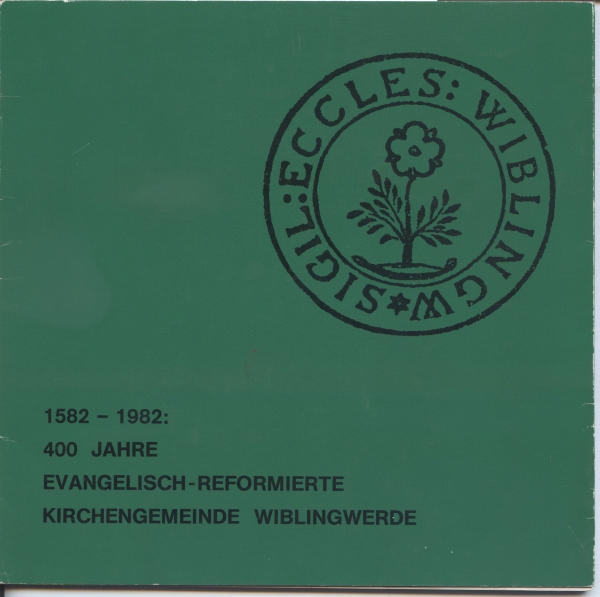 SIGIL: ECCLES: WIBLINGW
1582 – 1982:
400 JAHRE
EVANGELISCH-REFORMIERTE
KIRCHENGEMEINDE WIBLINGWERDE